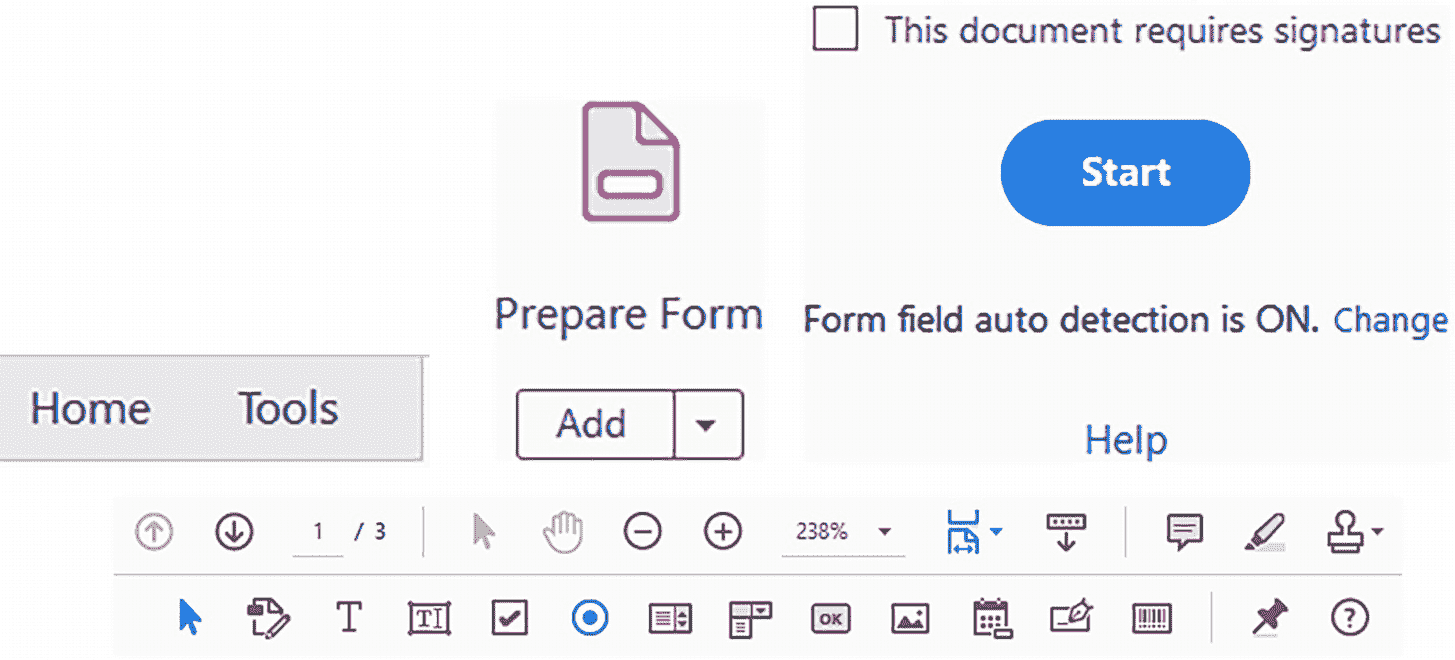 This document requires signatures
Start
Prepare Form
Form field auto detection is ON. Change
Home Tools
Add
Help
1 / 3
238%
T
TI
OK
?